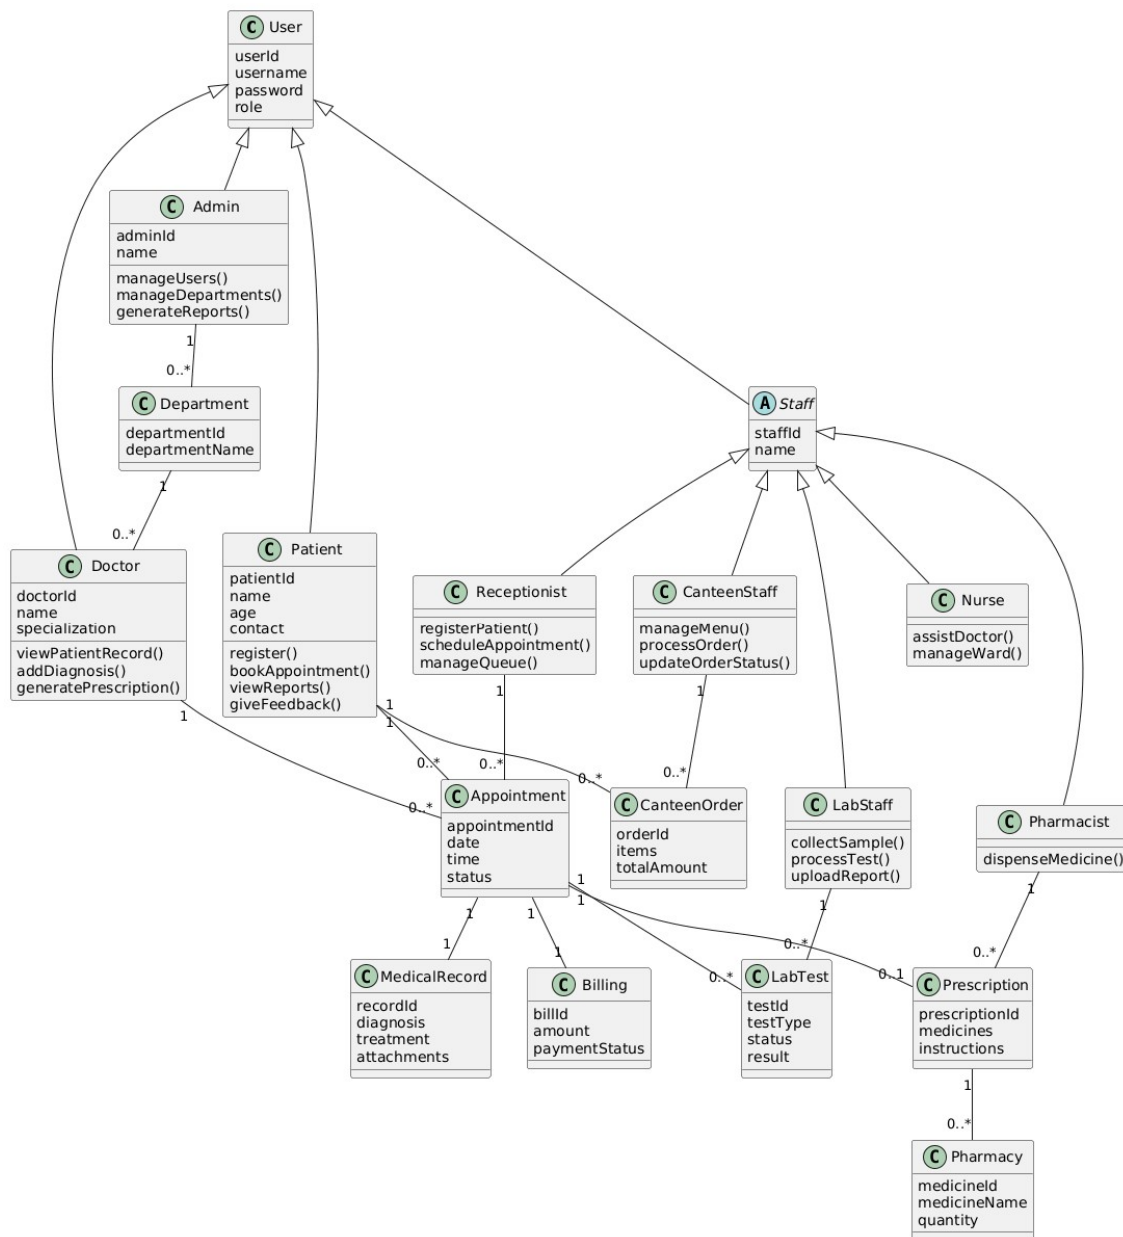 C User
userId
username
password
role
C Admin
adminId
name
manageUsers()
manageDepartments()
generateReports()
1
0..*
C Department
departmentId
departmentName
1
0..*
A Staff
staffId
name
C Doctor
doctorId
name
specialization
viewPatientRecord()
addDiagnosis()
generatePrescription()
1
0..*
C Patient
patientId
name
age
contact
register()
bookAppointment()
viewReports()
giveFeedback()
1
1
0..*
0..*
C Receptionist
registerPatient()
scheduleAppointment()
manageQueue()
1
0..*
C CanteenStaff
manageMenu()
processOrder()
updateOrderStatus()
1
0..*
C Nurse
assistDoctor()
manageWard()
C Appointment
appointmentId
date
time
status
1
1
1
1
C CanteenOrder
orderId
items
totalAmount
C LabStaff
collectSample()
processTest()
uploadReport()
1
0..*
C Pharmacist
dispenseMedicine()
1
0..*
1
1
0..*
0..1
C MedicalRecord
recordId
diagnosis
treatment
attachments
C Billing
billId
amount
paymentStatus
C LabTest
testId
testType
status
result
C Prescription
prescriptionId
medicines
instructions
1
0..*
C Pharmacy
medicineId
medicineName
quantity